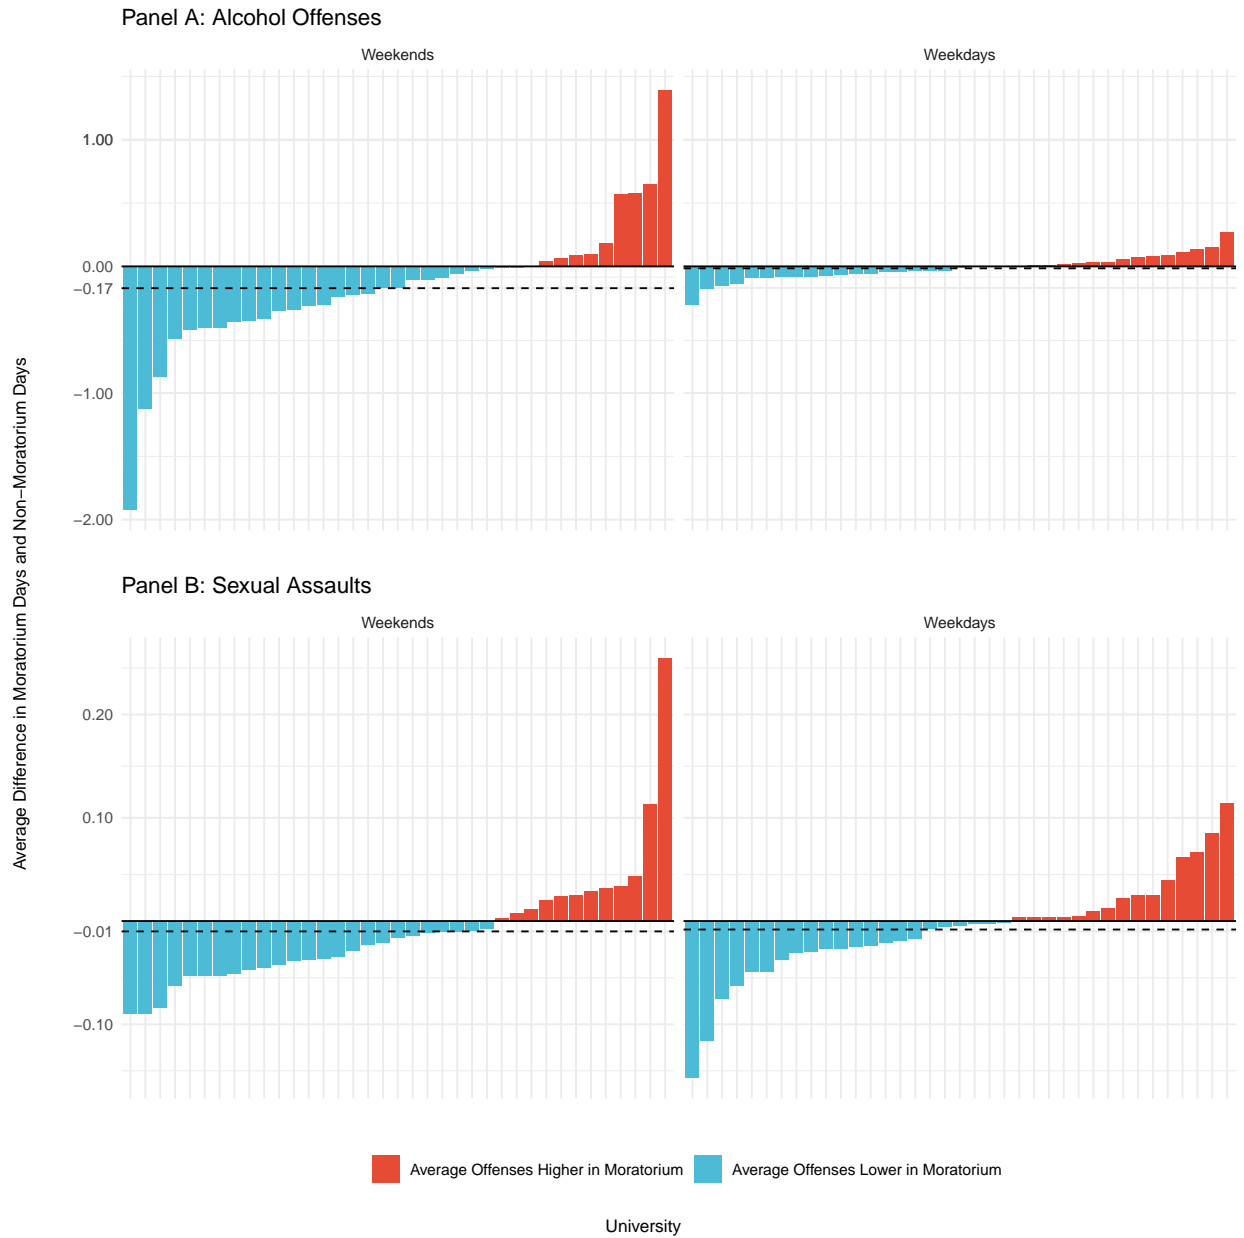 Panel A: Alcohol Offenses
Weekends
Weekdays
1.00
0.00
−0.17
−1.00
−2.00
Average Difference in Moratorium Days and Non−Moratorium Days
Panel B: Sexual Assaults
Weekends
Weekdays
0.20
0.10
−0.01
−0.10
Average Offenses Higher in Moratorium
Average Offenses Lower in Moratorium
University